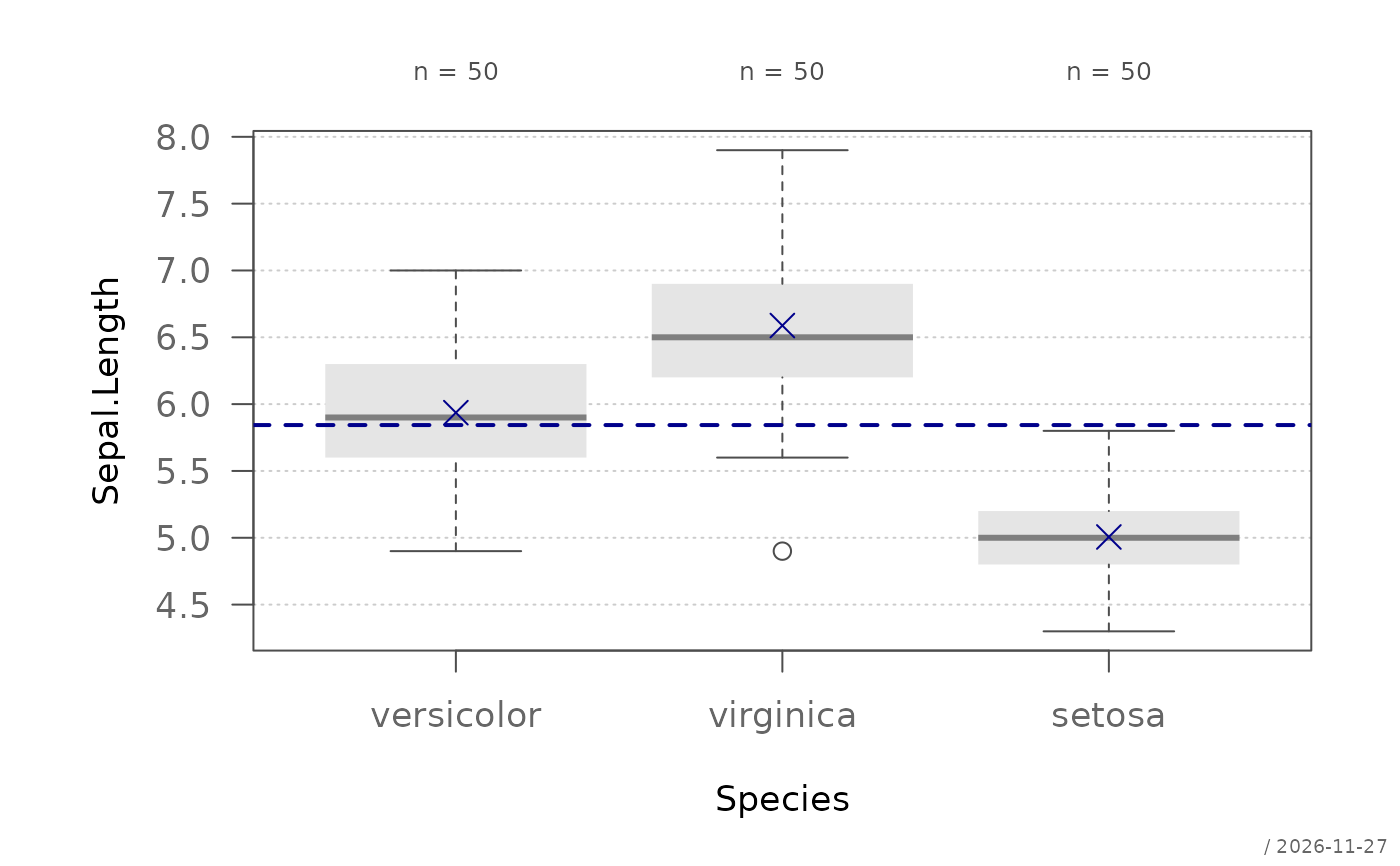 n = 50 n = 50 n = 50
8.0
7.5
7.0
6.5
6.0
5.5
5.0
4.5
Sepal.Length
versicolor virginica setosa
Species
/ 2026-11-27